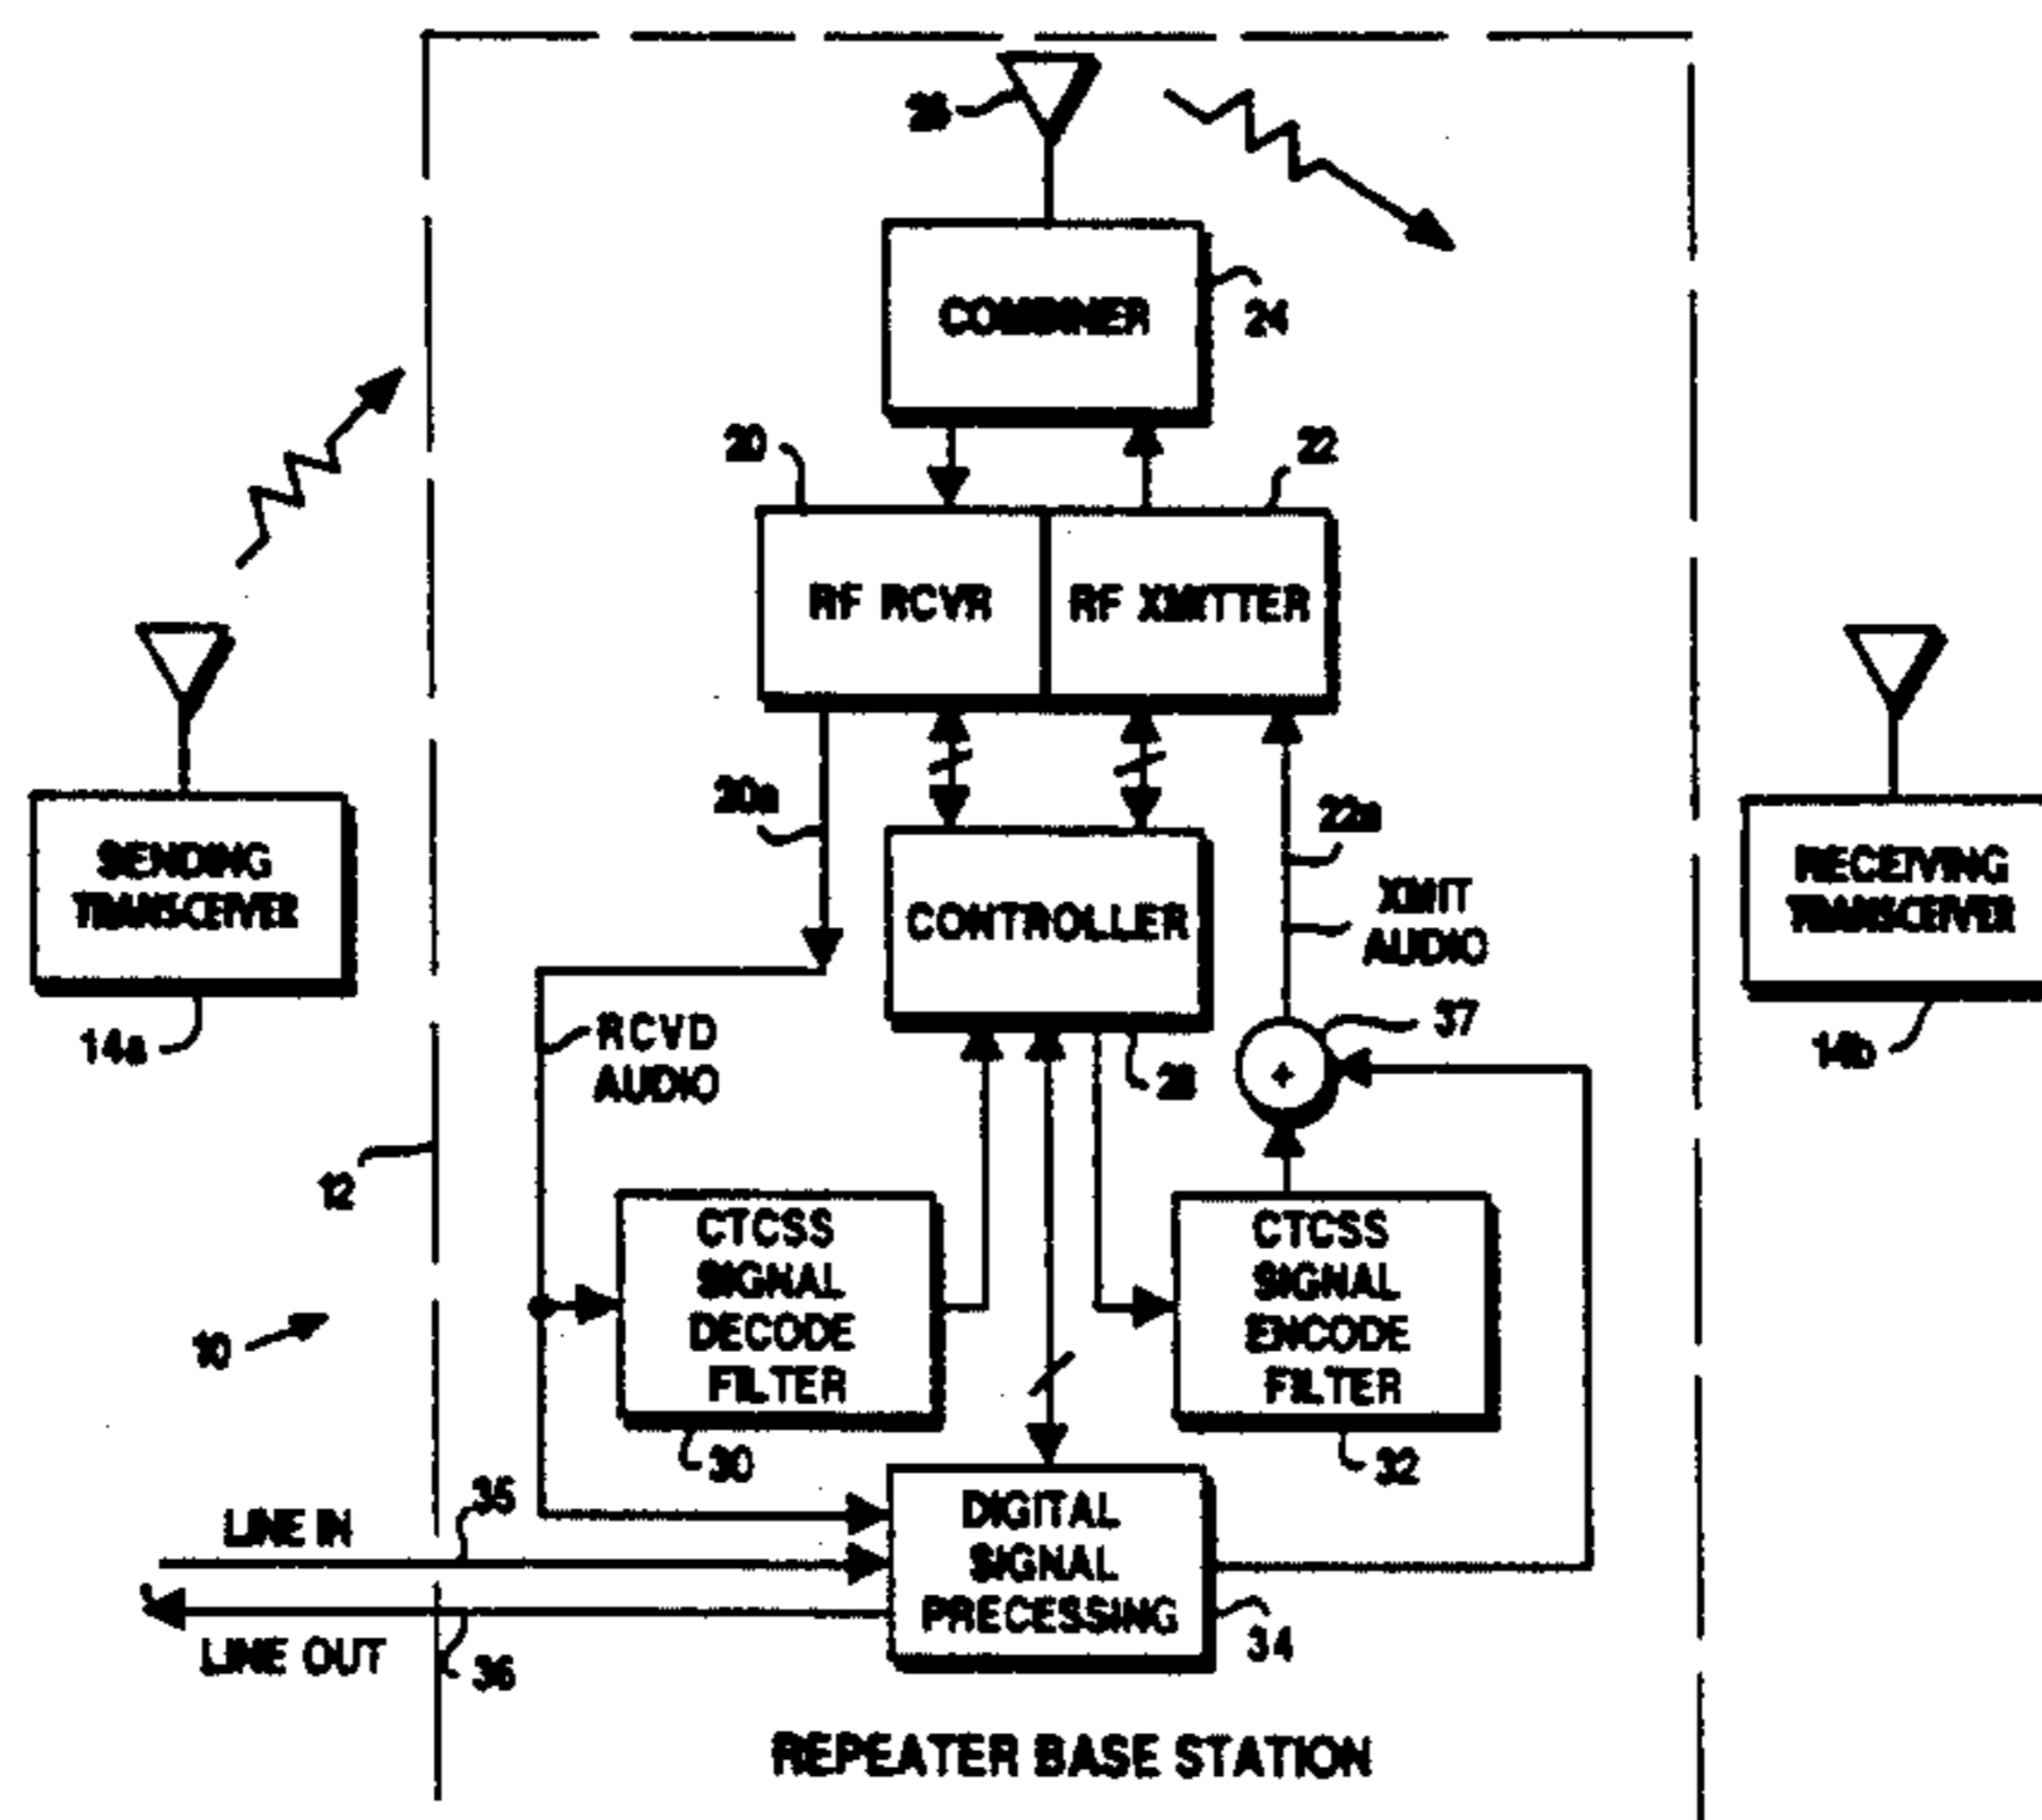 COMBINER
24
20
22
RF RCVR
RF XMITTER
20a
22a
SENDING
TRANSCEIVER
CONTROLLER
XMIT
AUDIO
RECEIVING
TRANSCEIVER
14a
RCVD
AUDIO
28
37
+
14b
12
CTCSS
SIGNAL
DECODE
FILTER
CTCSS
SIGNAL
ENCODE
FILTER
10
30
32
LINE IN
35
DIGITAL
SIGNAL
PRECESSING
LINE OUT
36
34
REPEATER BASE STATION